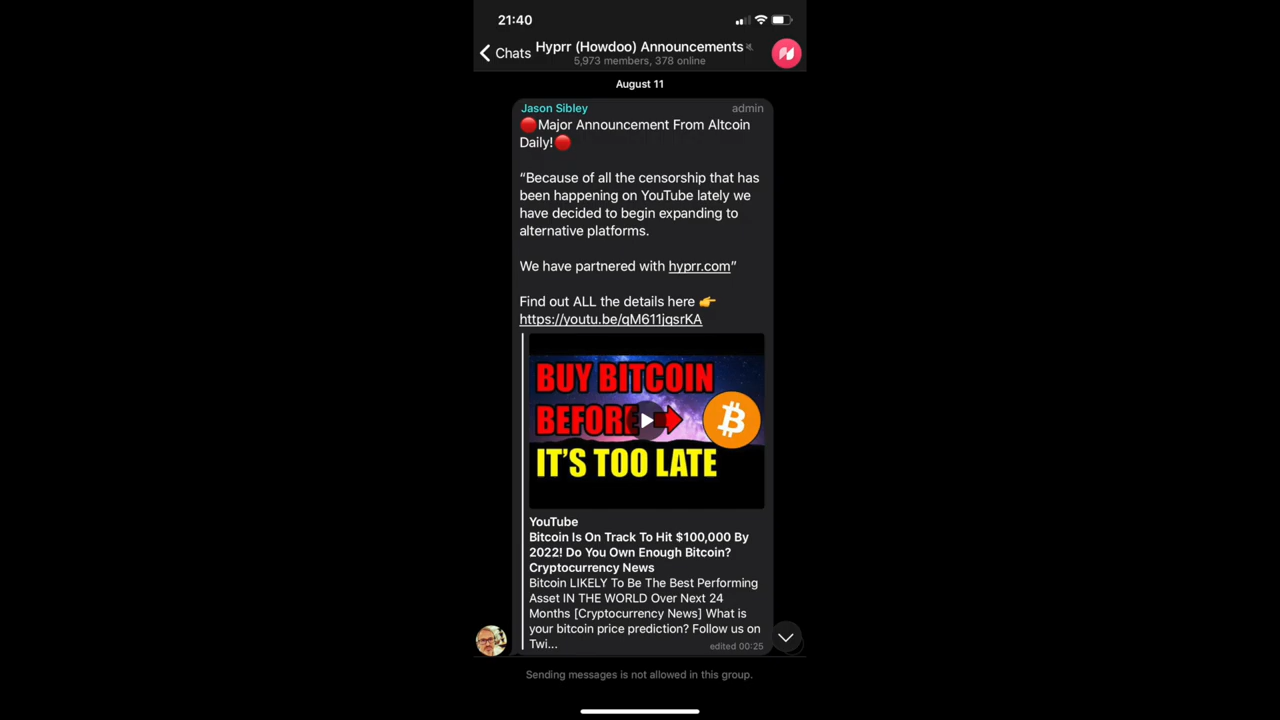 21:40
Chats
Hyprr (Howdoo) Announcements
5,973 members, 378 online
August 11
Jason Sibley admin
🔴Major Announcement From Altcoin
Daily!🔴
“Because of all the censorship that has
been happening on YouTube lately we
have decided to begin expanding to
alternative platforms.
We have partnered with hyprr.com”
Find out ALL the details here 👉
https://youtu.be/qM611jqsrKA
BUY BITCOIN
BEFORE
IT'S TOO LATE
YouTube
Bitcoin Is On Track To Hit $100,000 By
2022! Do You Own Enough Bitcoin?
Cryptocurrency News
Bitcoin LIKELY To Be The Best Performing
Asset IN THE WORLD Over Next 24
Months [Cryptocurrency News] What is
your bitcoin price prediction? Follow us on
Twi...
edited 00:25
Sending messages is not allowed in this group.